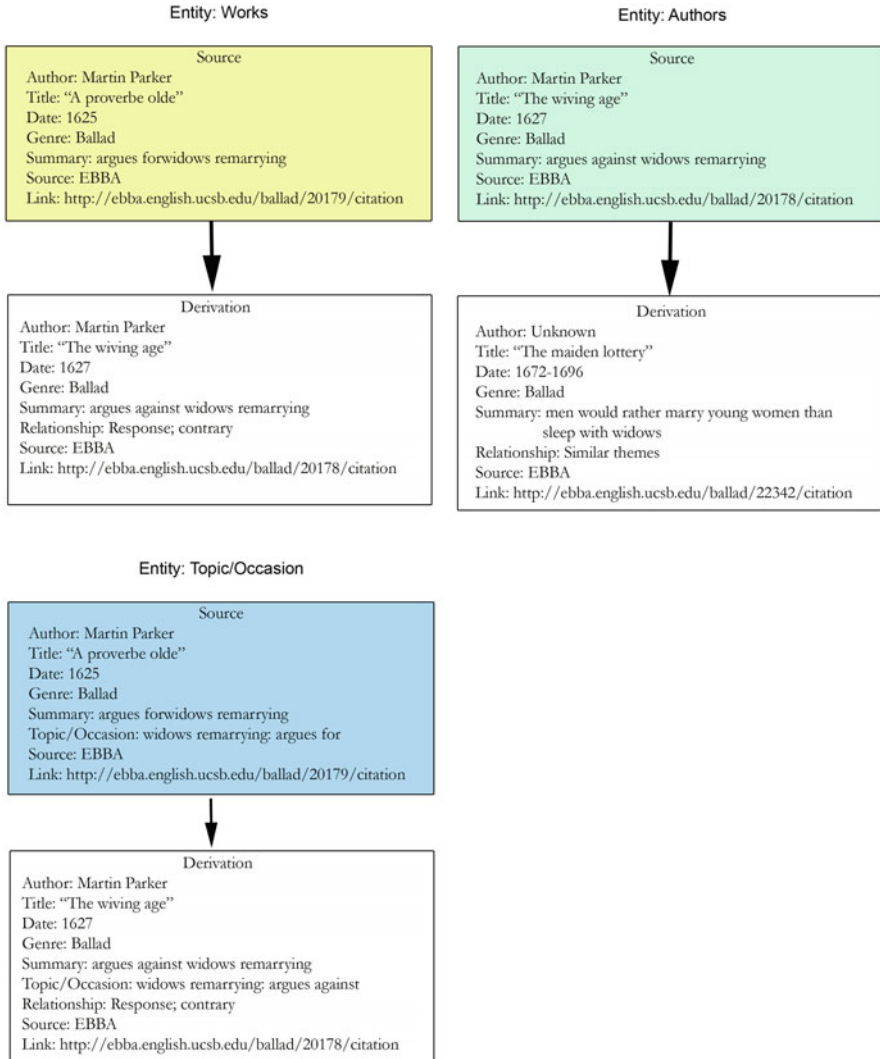 Entity: Works
Source
Author: Martin Parker
Title: “A proverbe olde”
Date: 1625
Genre: Ballad
Summary: argues forwidows remarrying
Source: EBBA
Link: http://ebba.english.ucsb.edu/ballad/20179/citation
Derivation
Author: Martin Parker
Title: “The wiving age”
Date: 1627
Genre: Ballad
Summary: argues against widows remarrying
Relationship: Response; contrary
Source: EBBA
Link: http://ebba.english.ucsb.edu/ballad/20178/citation
Entity: Authors
Source
Author: Martin Parker
Title: “The wiving age”
Date: 1627
Genre: Ballad
Summary: argues against widows remarrying
Source: EBBA
Link: http://ebba.english.ucsb.edu/ballad/20178/citation
Derivation
Author: Unknown
Title: “The maiden lottery”
Date: 1672-1696
Genre: Ballad
Summary: men would rather marry young women than
sleep with widows
Relationship: Similar themes
Source: EBBA
Link: http://ebba.english.ucsb.edu/ballad/22342/citation
Entity: Topic/Occasion
Source
Author: Martin Parker
Title: “A proverbe olde”
Date: 1625
Genre: Ballad
Summary: argues forwidows remarrying
Topic/Occasion: widows remarrying: argues for
Source: EBBA
Link: http://ebba.english.ucsb.edu/ballad/20179/citation
Derivation
Author: Martin Parker
Title: “The wiving age”
Date: 1627
Genre: Ballad
Summary: argues against widows remarrying
Topic/Occasion: widows remarrying: argues against
Relationship: Response; contrary
Source: EBBA
Link: http://ebba.english.ucsb.edu/ballad/20178/citation